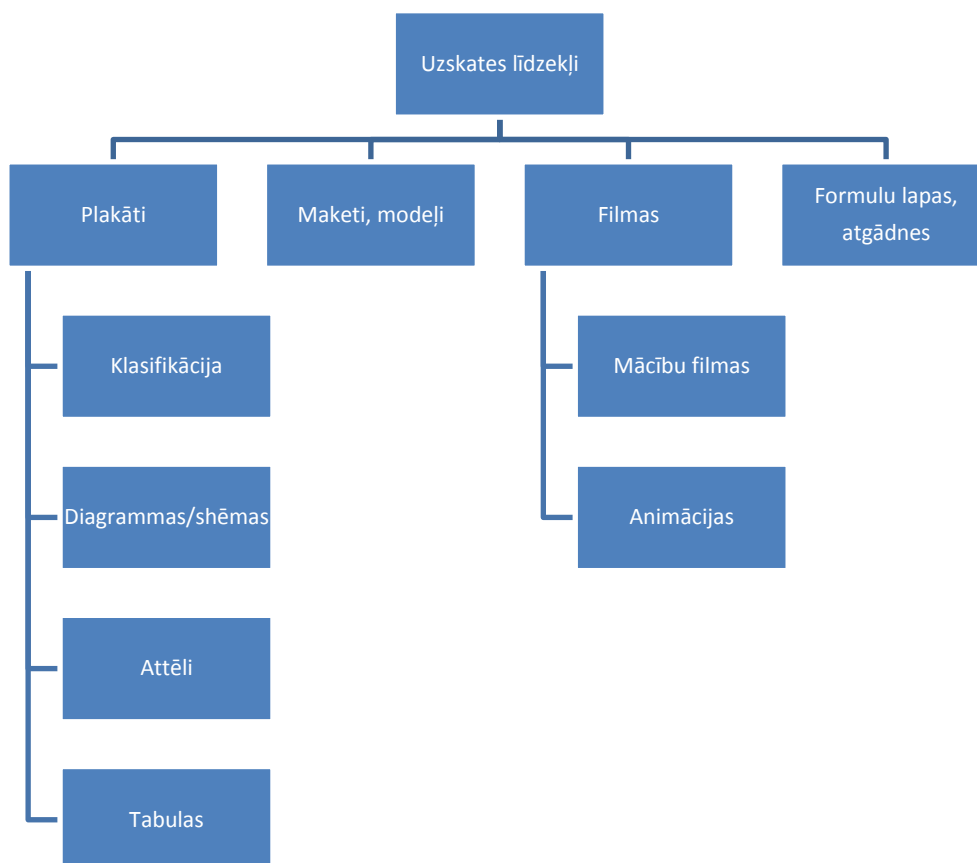 Uzskates līdzekļi
Plakāti
Maketi, modeļi
Filmas
Formulu lapas,
atgādnes
Klasifikācija
Mācību filmas
Diagrammas/shēmas
Animācijas
Attēli
Tabulas